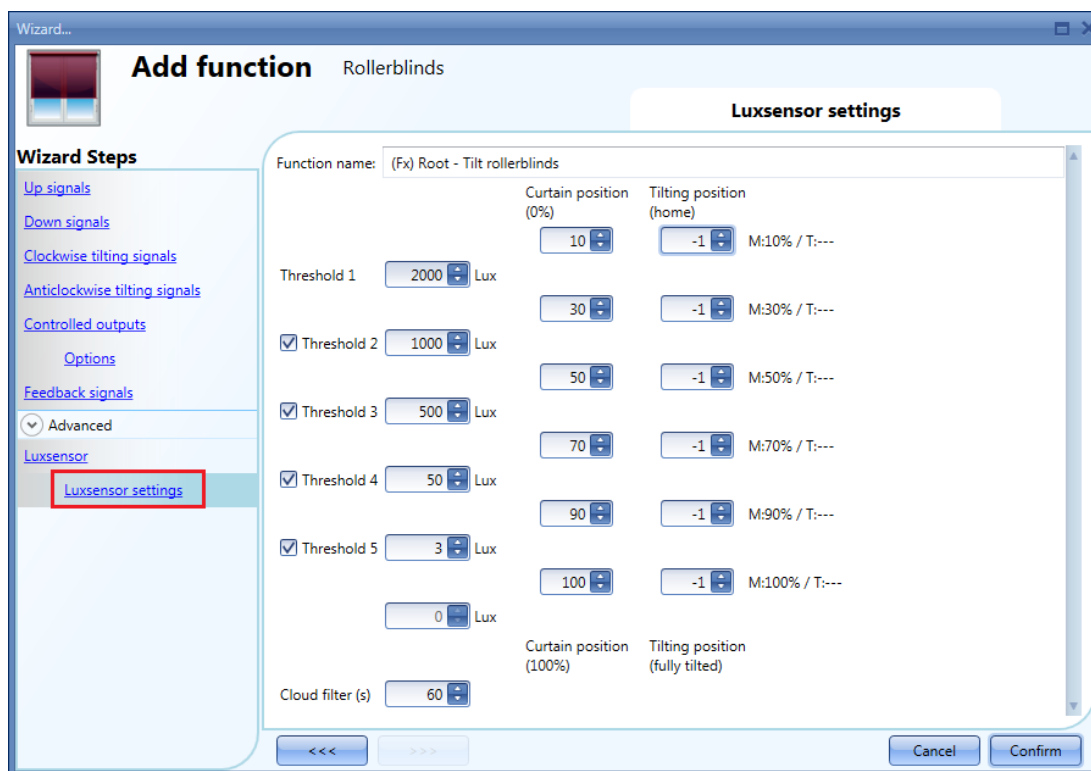 Wizard...
Add function Rollerblinds
Luxsensor settings
Wizard Steps
Up signals
Down signals
Clockwise tilting signals
Anticlockwise tilting signals
Controlled outputs
Options
Feedback signals
Advanced
Luxsensor
Luxsensor settings
Function name: (Fx) Root - Tilt rollerblinds
Curtain position (0%)
Tilting position (home)
10 -1 M:10% / T:---
Threshold 1 2000 Lux
30 -1 M:30% / T:---
Threshold 2 1000 Lux
50 -1 M:50% / T:---
Threshold 3 500 Lux
70 -1 M:70% / T:---
Threshold 4 50 Lux
90 -1 M:90% / T:---
Threshold 5 3 Lux
100 -1 M:100% / T:---
0 Lux
Curtain position (100%)
Tilting position (fully tilted)
Cloud filter (s) 60
<<< >>> Cancel Confirm